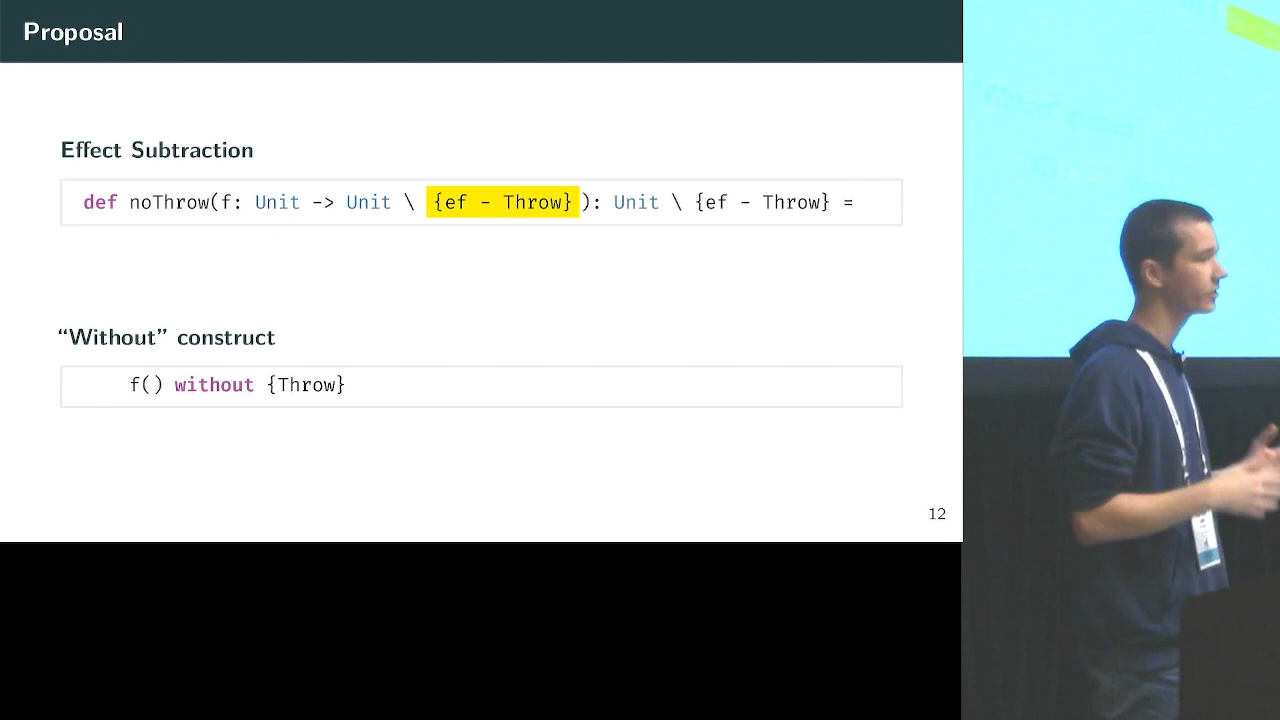 Proposal
Effect Subtraction
def noThrow(f: Unit -> Unit \ {ef - Throw}): Unit \ {ef - Throw} =
“Without” construct
f() without {Throw}
12